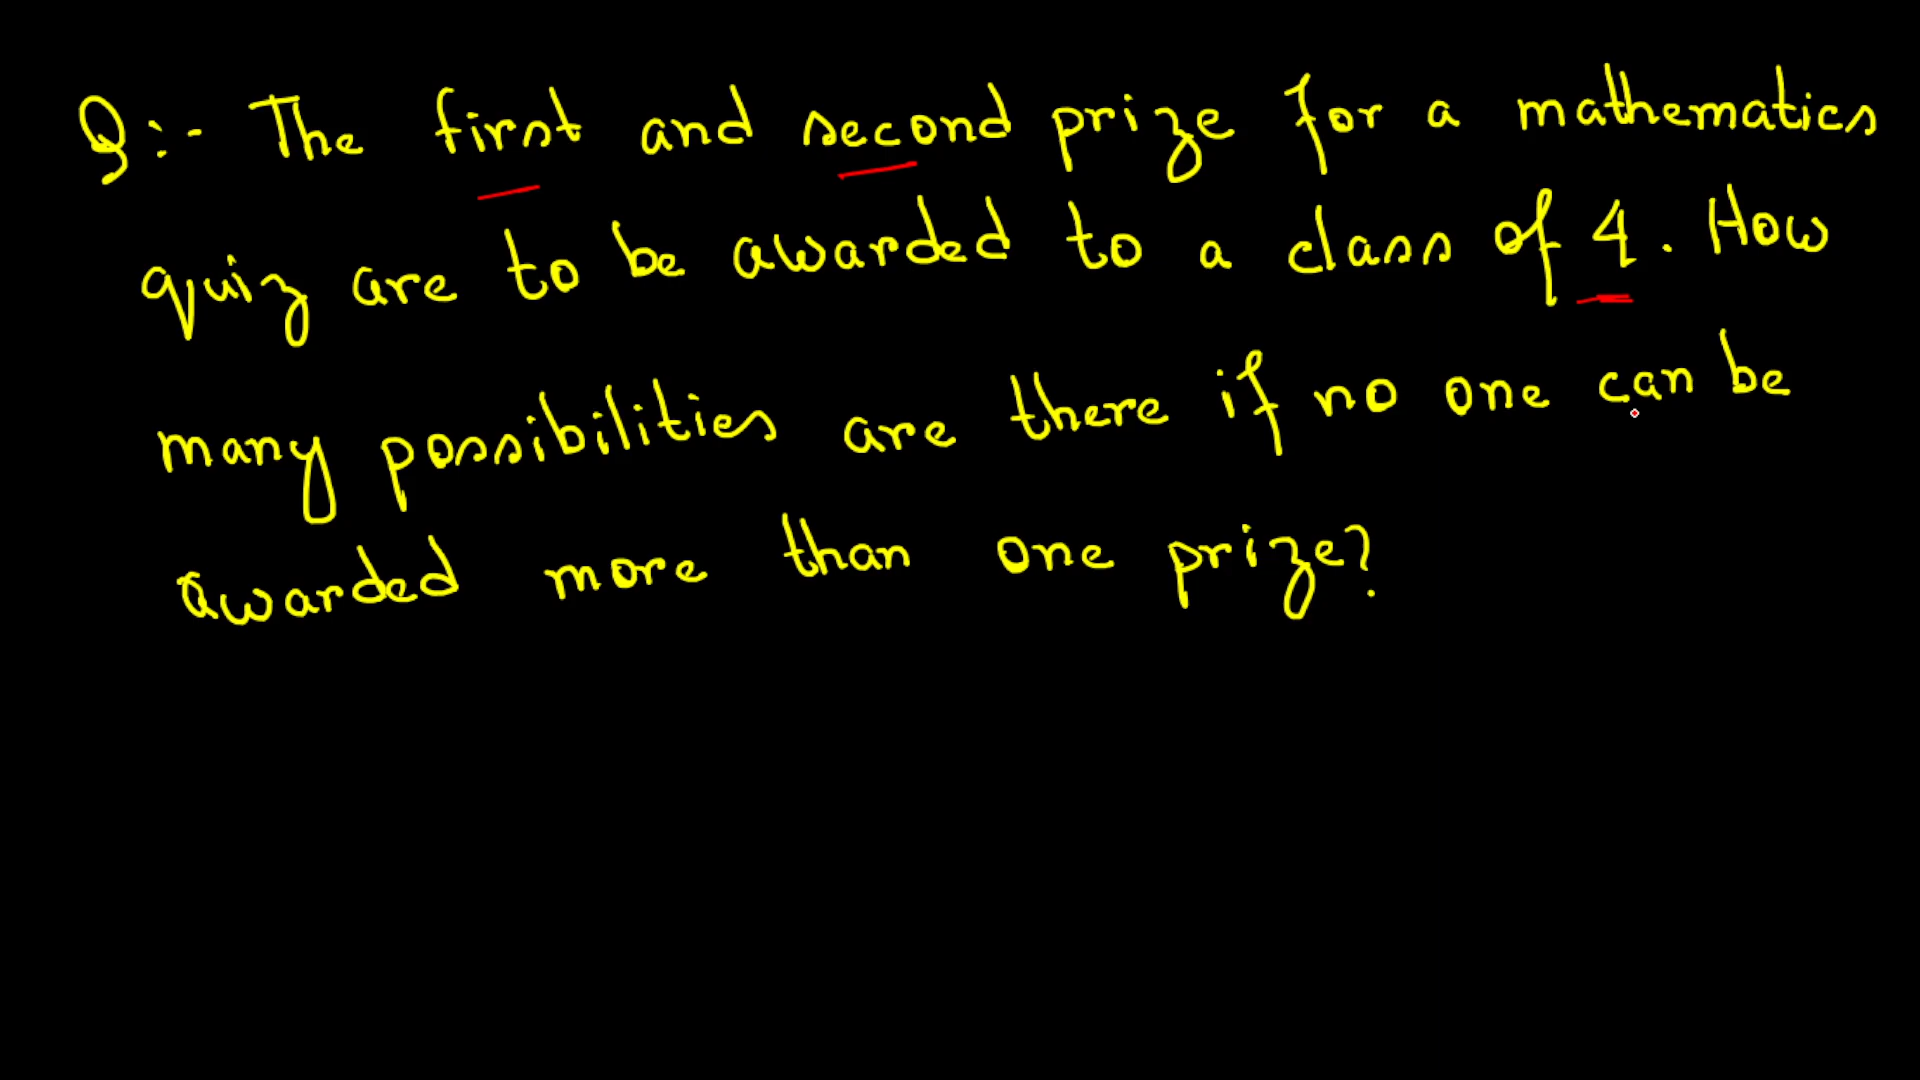 Q:- The first and second prize for a mathematics
quiz are to be awarded to a class of 4. How
many possibilities are there if no one can be
awarded more than one prize?